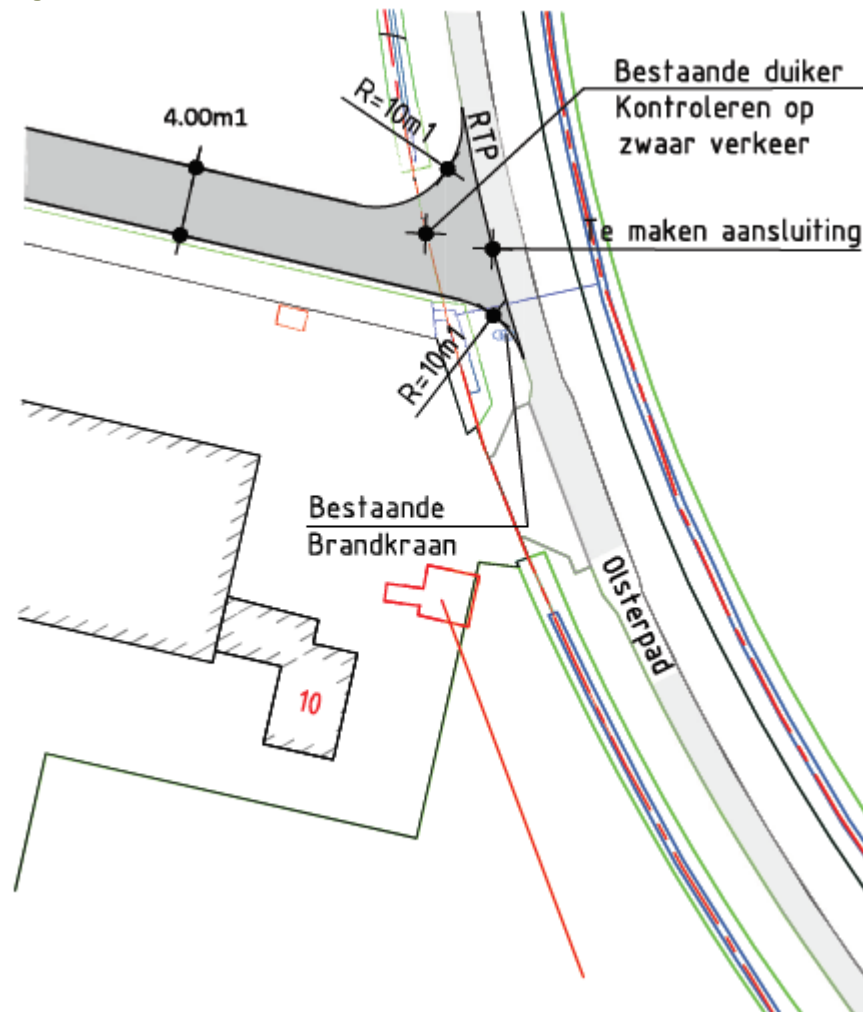 Bestaande duiker
Kontroleren op
zwaar verkeer
R=10m1
4.00m1
RTP
Te maken aansluiting
R=10m1
Bestaande
Brandkraan
Olsterpad
10